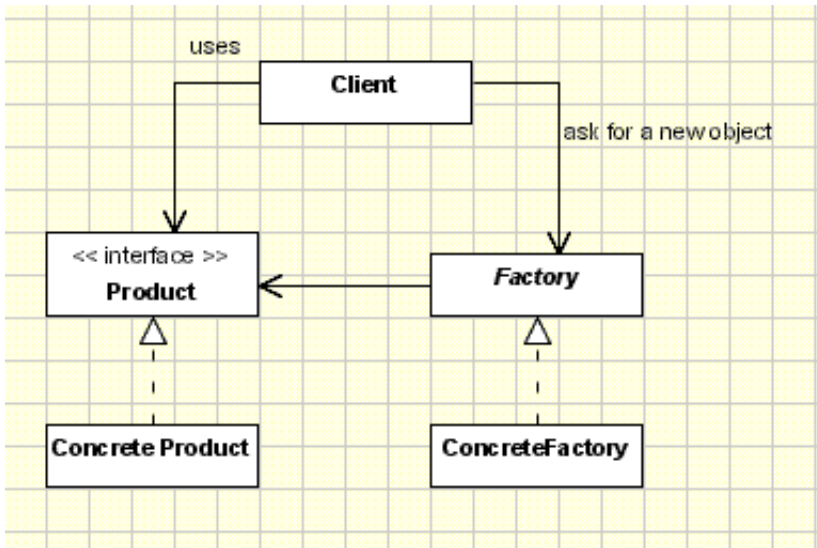 uses
Client
ask for a new object
<< interface >>
Product
Factory
Concrete Product
ConcreteFactory